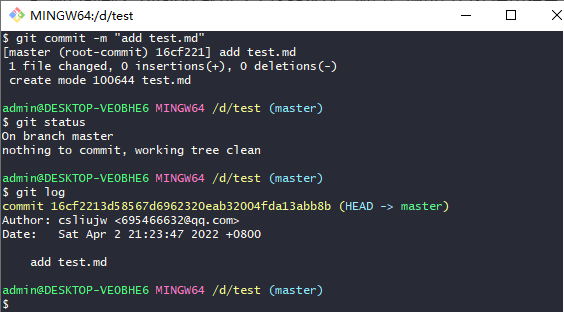 MINGW64:/d/test
$ git commit -m "add test.md"
[master (root-commit) 16cf221] add test.md
 1 file changed, 0 insertions(+), 0 deletions(-)
 create mode 100644 test.md
admin@DESKTOP-VEOBHE6 MINGW64 /d/test (master)
$ git status
On branch master
nothing to commit, working tree clean
admin@DESKTOP-VEOBHE6 MINGW64 /d/test (master)
$ git log
commit 16cf2213d58567d6962320eab32004fda13abb8b (HEAD -> master)
Author: csliujw <695466632@qq.com>
Date:   Sat Apr 2 21:23:47 2022 +0800
    add test.md
admin@DESKTOP-VEOBHE6 MINGW64 /d/test (master)
$